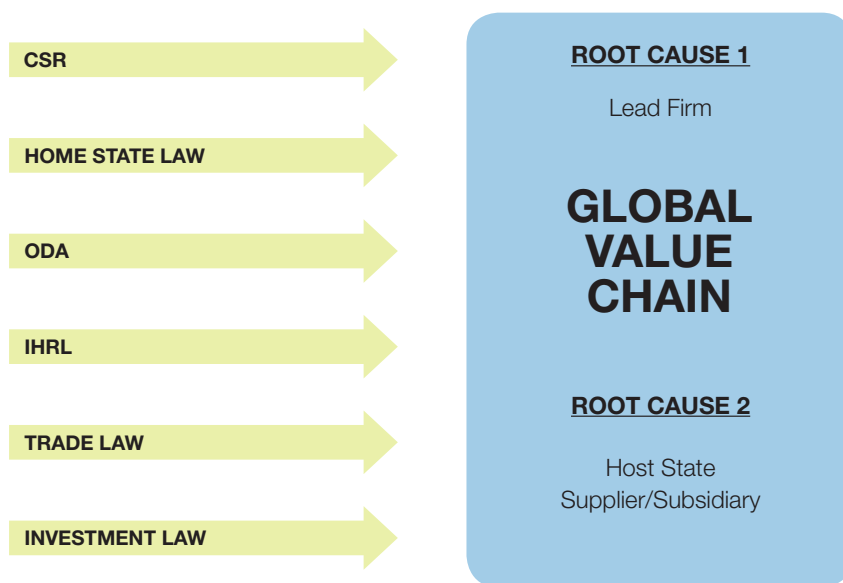 CSR
HOME STATE LAW
ODA
IHRL
TRADE LAW
INVESTMENT LAW
ROOT CAUSE 1
Lead Firm
GLOBAL
VALUE
CHAIN
ROOT CAUSE 2
Host State
Supplier/Subsidiary